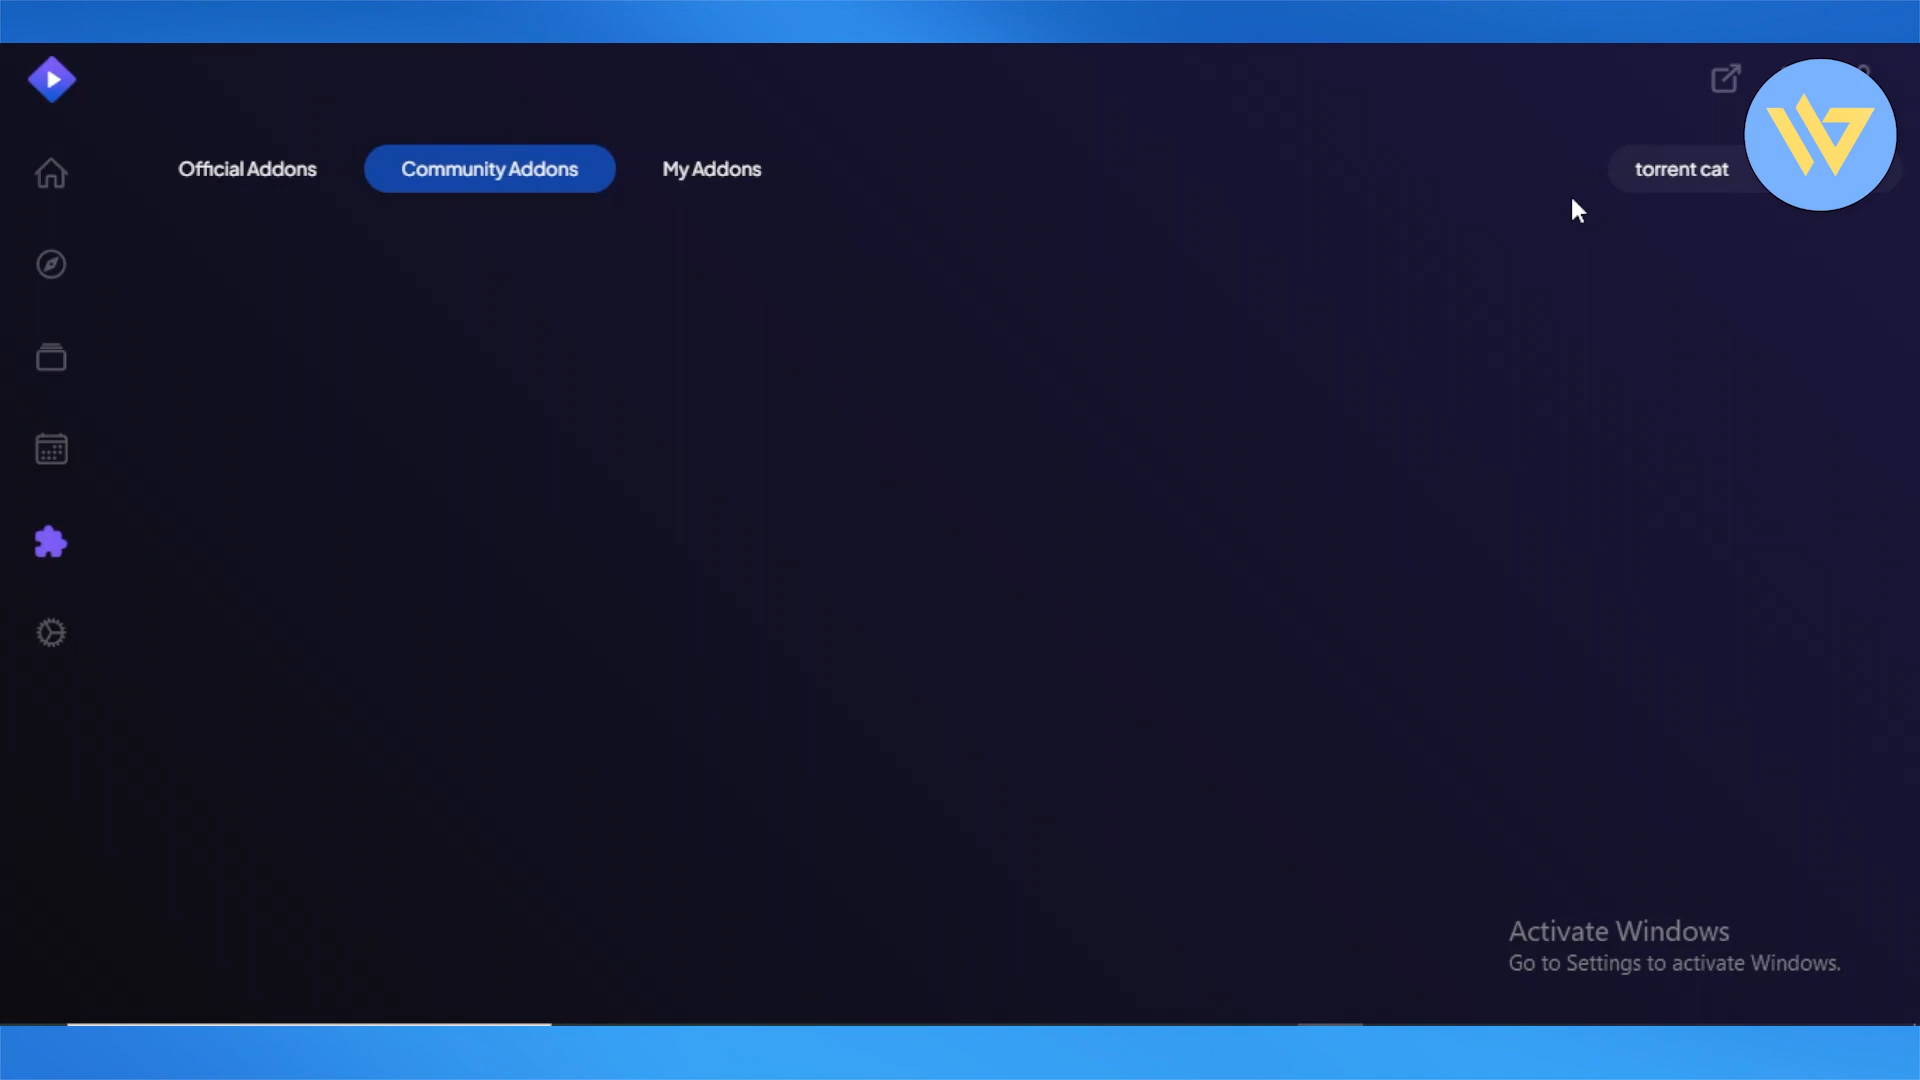 Official Addons
Community Addons
My Addons
torrent cat
Activate Windows
Go to Settings to activate Windows.